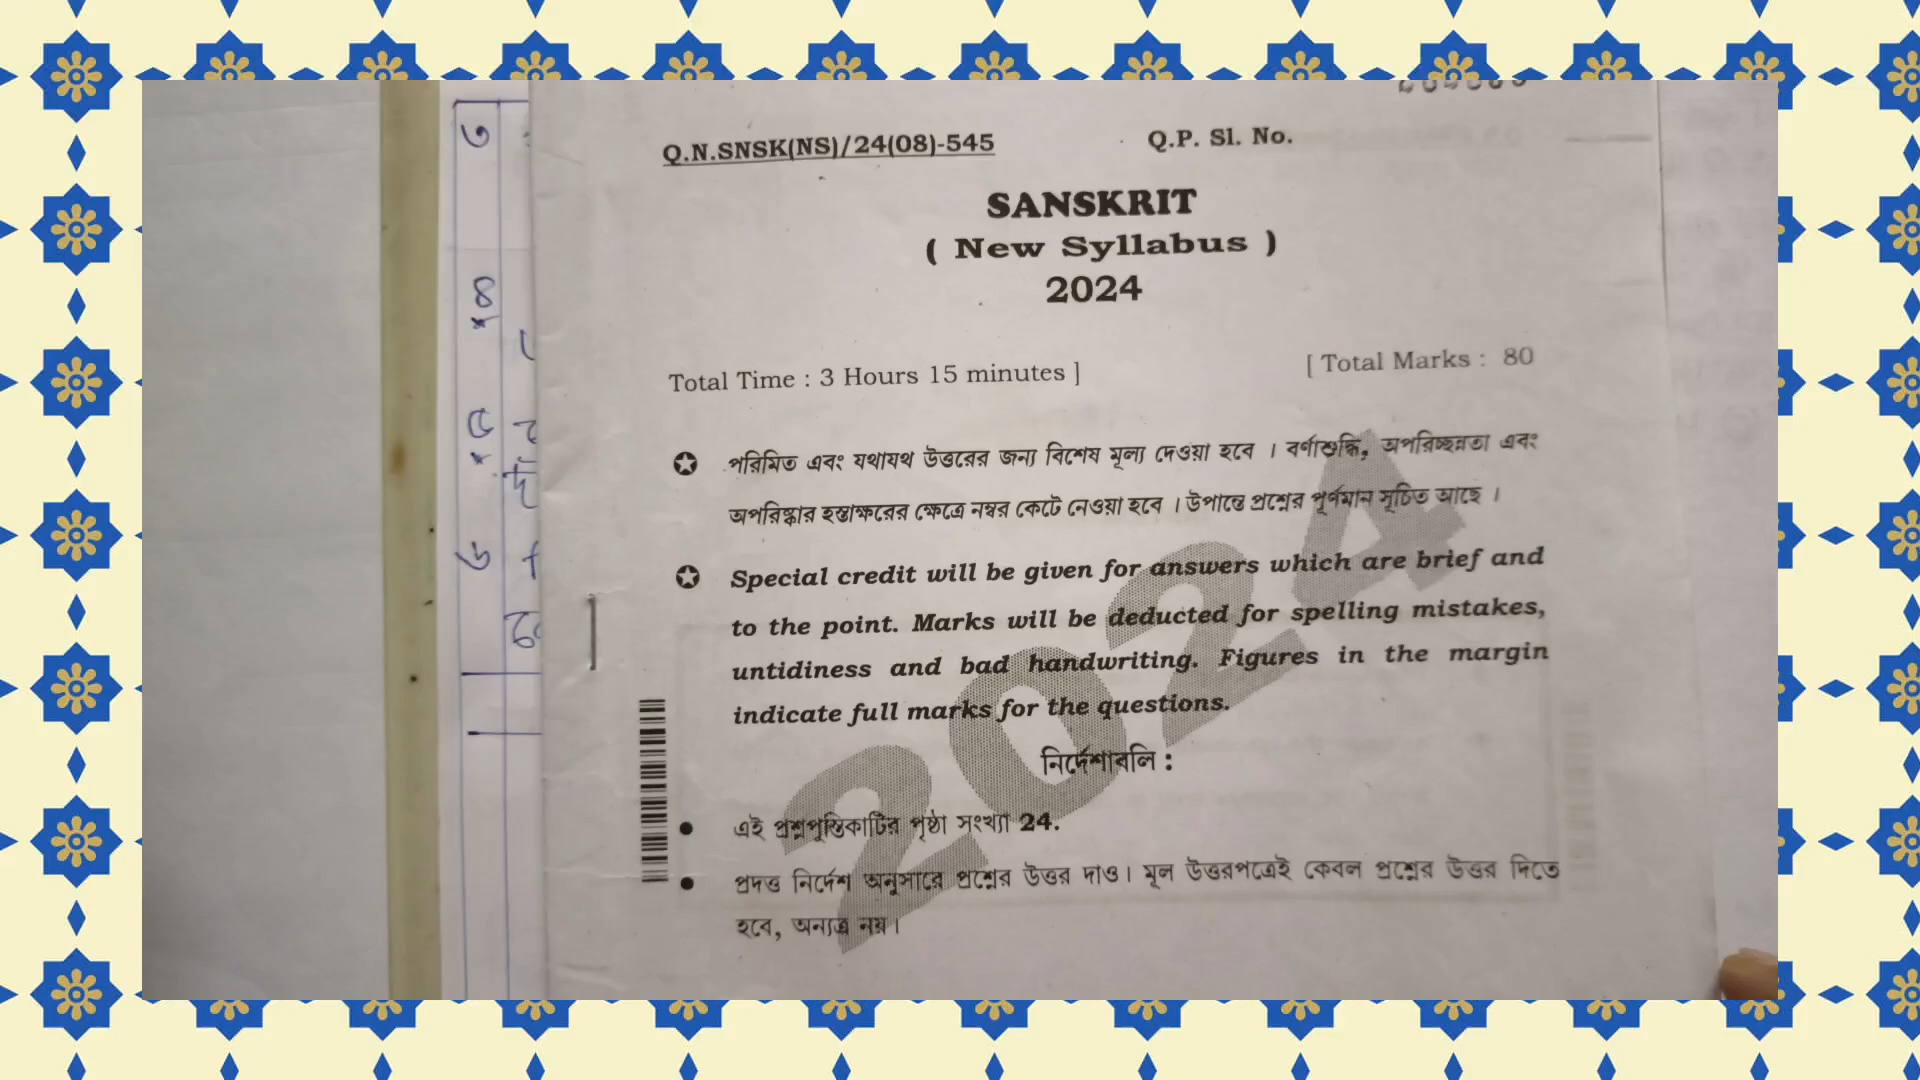 Q.N.SNSK(NS)/24(08)-545
Q.P. Sl. No.
SANSKRIT
( New Syllabus )
2024
Total Time : 3 Hours 15 minutes ]
[ Total Marks : 80
পরিমিত এবং যথাযথ উত্তরের জন্য বিশেষ মূল্য দেওয়া হবে । বর্ণাশুদ্ধি, অপরিচ্ছন্নতা এবং
অপরিষ্কার হস্তাক্ষরের ক্ষেত্রে নম্বর কেটে নেওয়া হবে । উপান্তে প্রশ্নের পূর্ণমান সূচিত আছে ।
Special credit will be given for answers which are brief and
to the point. Marks will be deducted for spelling mistakes,
untidiness and bad handwriting. Figures in the margin
indicate full marks for the questions.
2024
নির্দেশাবলি :
• এই প্রশ্নপুস্তিকাটির পৃষ্ঠা সংখ্যা 24.
• প্রদত্ত নির্দেশ অনুসারে প্রশ্নের উত্তর দাও। মূল উত্তরপত্রেই কেবল প্রশ্নের উত্তর দিতে
হবে, অন্যত্র নয়।